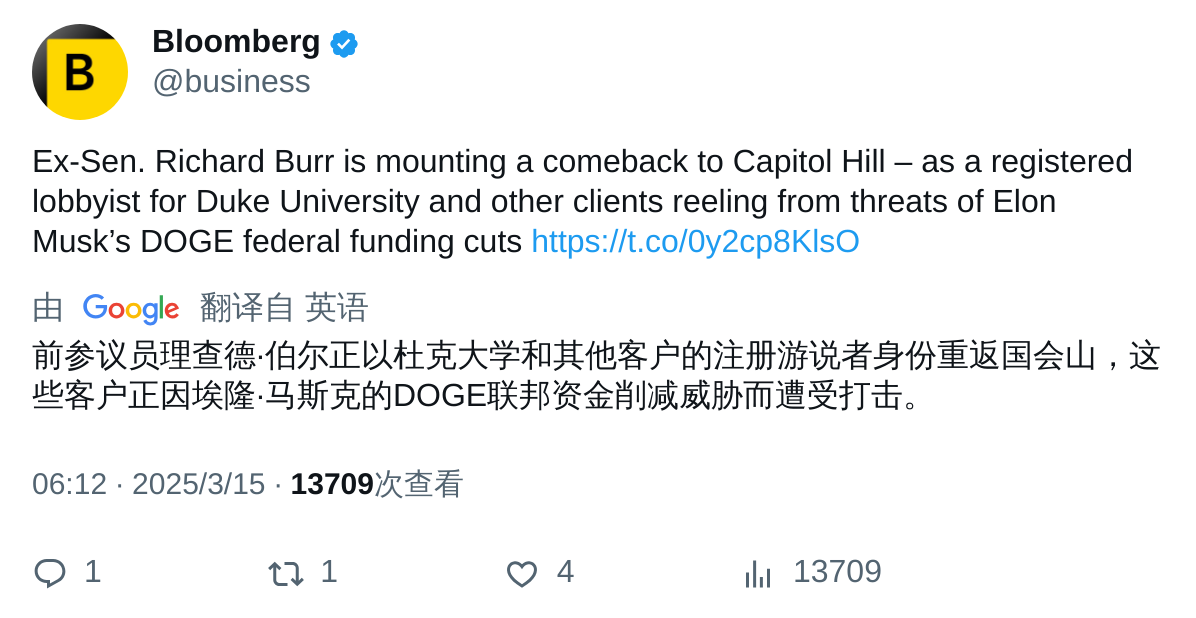 B
Bloomberg
@business
Ex-Sen. Richard Burr is mounting a comeback to Capitol Hill – as a registered
lobbyist for Duke University and other clients reeling from threats of Elon
Musk’s DOGE federal funding cuts https://t.co/0y2cp8KlsO
由 Google 翻译自 英语
前参议员理查德·伯尔正以杜克大学和其他客户的注册游说者身份重返国会山，这
些客户正因埃隆·马斯克的DOGE联邦资金削减威胁而遭受打击。
06:12 · 2025/3/15 · 13709次查看
1 1 4 13709